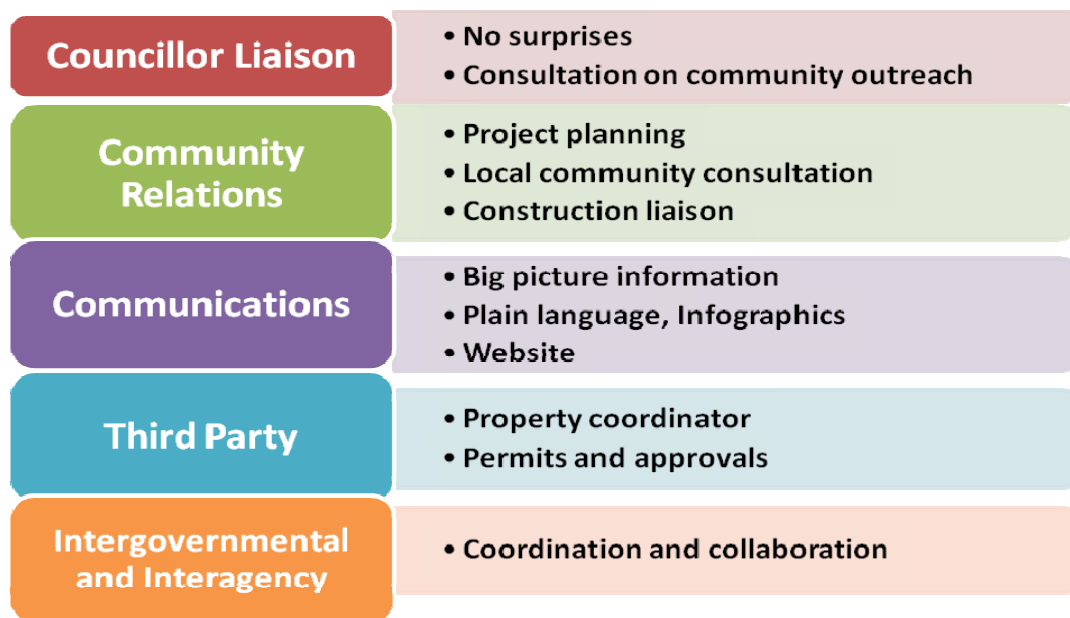 Councillor Liaison
• No surprises
• Consultation on community outreach
Community
Relations
• Project planning
• Local community consultation
• Construction liaison
Communications
• Big picture information
• Plain language, Infographics
• Website
Third Party
• Property coordinator
• Permits and approvals
Intergovernmental
and Interagency
• Coordination and collaboration